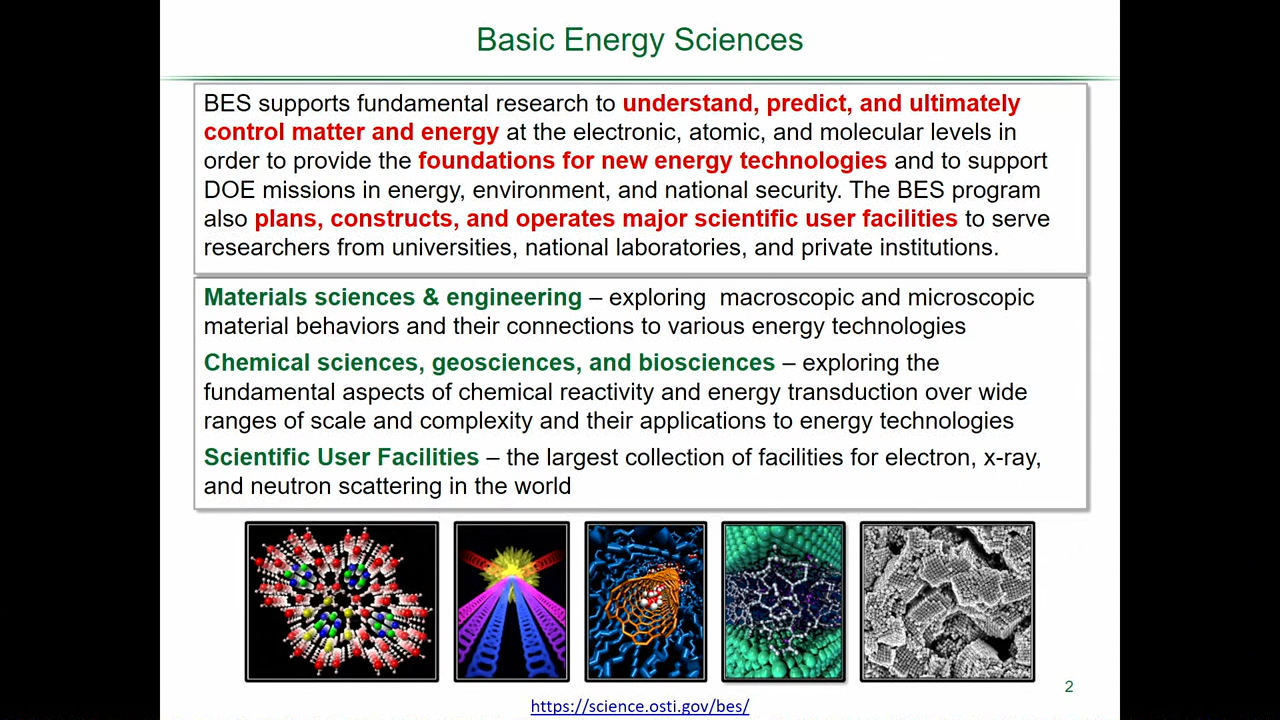 Basic Energy Sciences
BES supports fundamental research to understand, predict, and ultimately
control matter and energy at the electronic, atomic, and molecular levels in
order to provide the foundations for new energy technologies and to support
DOE missions in energy, environment, and national security. The BES program
also plans, constructs, and operates major scientific user facilities to serve
researchers from universities, national laboratories, and private institutions.
Materials sciences & engineering – exploring  macroscopic and microscopic
material behaviors and their connections to various energy technologies
Chemical sciences, geosciences, and biosciences – exploring the
fundamental aspects of chemical reactivity and energy transduction over wide
ranges of scale and complexity and their applications to energy technologies
Scientific User Facilities – the largest collection of facilities for electron, x-ray,
and neutron scattering in the world
2
https://science.osti.gov/bes/